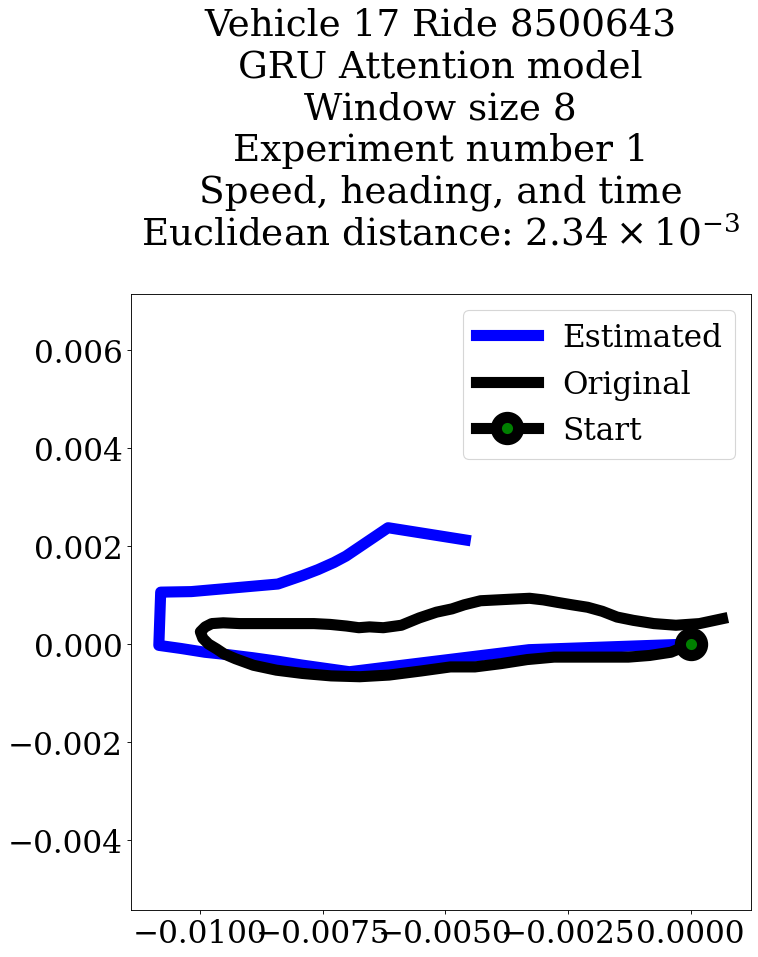 Vehicle 17 Ride 8500643
GRU Attention model
Window size 8
Experiment number 1
Speed, heading, and time
Euclidean distance: 2.34 × 10⁻³
Estimated
Original
Start
0.006
0.004
0.002
0.000
−0.002
−0.004
−0.0100
−0.0075
−0.0050
−0.0025
0.0000